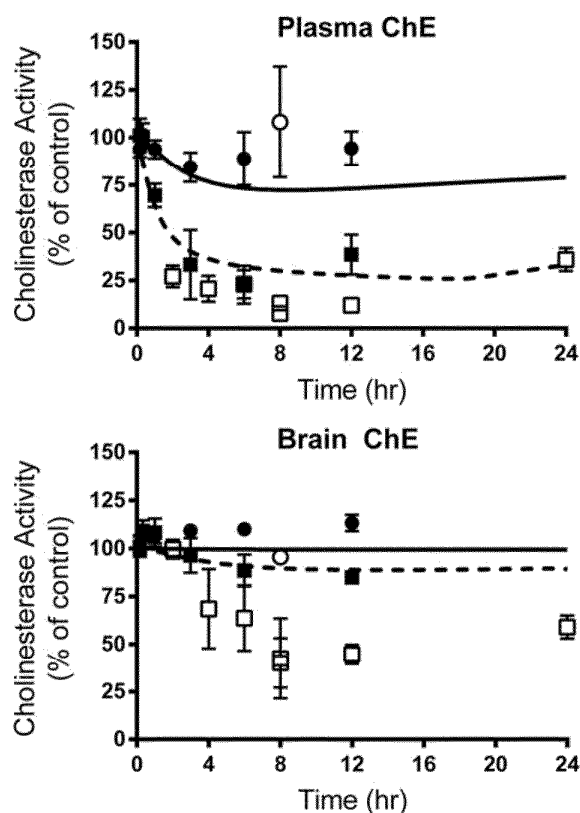 Plasma ChE
Cholinesterase Activity
(% of control)
150
125
100
75
50
25
0
0 4 8 12 16 20 24
Time (hr)
Brain ChE
Cholinesterase Activity
(% of control)
150
125
100
75
50
25
0
0 4 8 12 16 20 24
Time (hr)